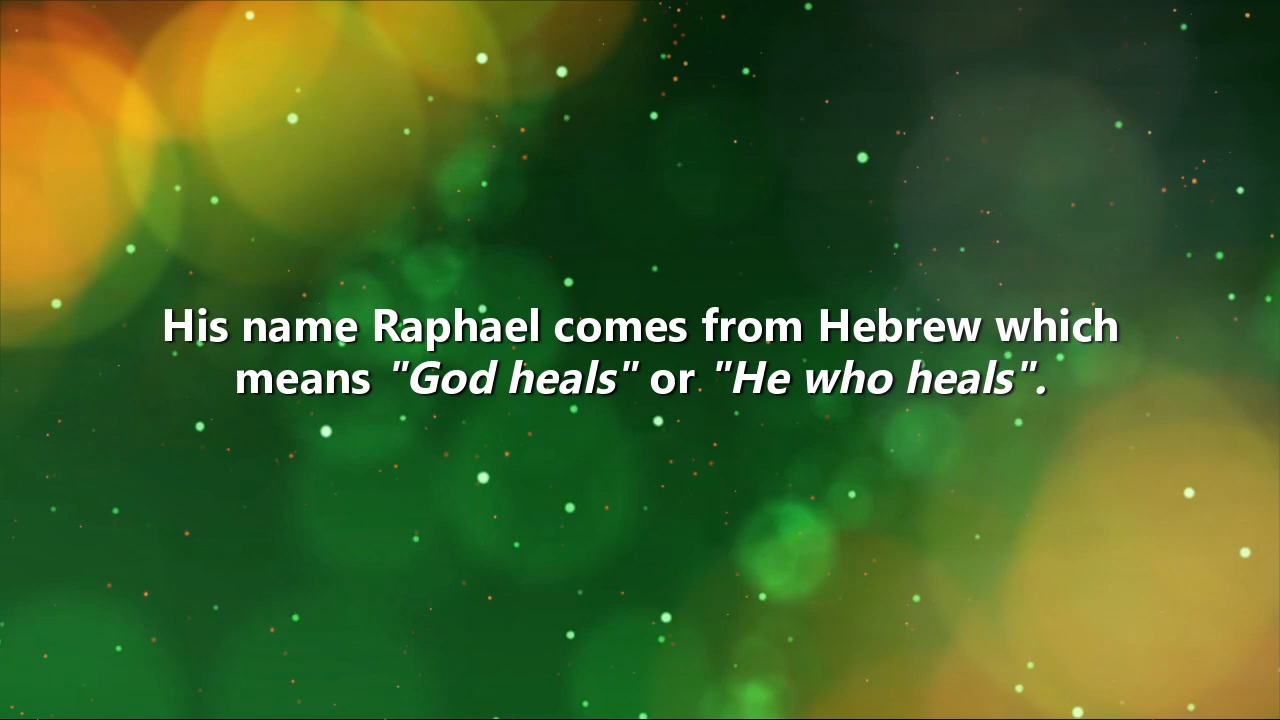 His name Raphael comes from Hebrew which
means "God heals" or "He who heals".